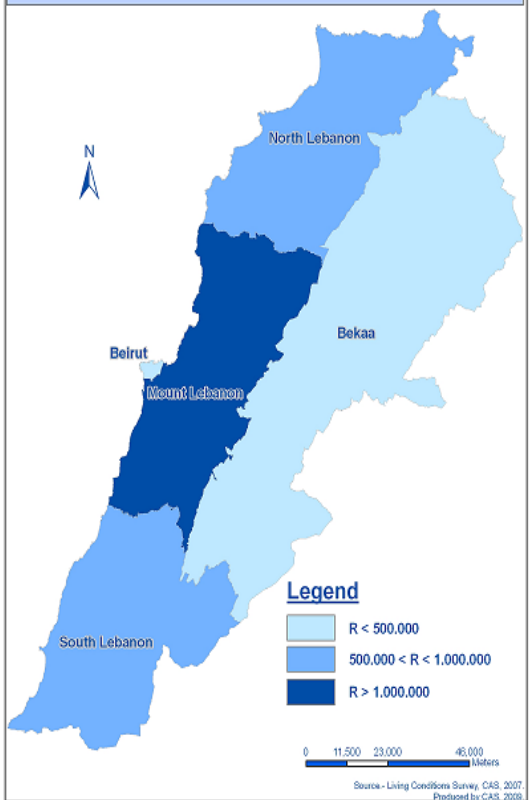 N
North Lebanon
Bekaa
Beirut
Mount Lebanon
South Lebanon
Legend
R < 500.000
500.000 < R < 1.000.000
R > 1.000.000
0 11.500 23.000 46.000
Meters
Source.- Living Conditions Survey, CAS, 2007.
Produced by CAS, 2009.